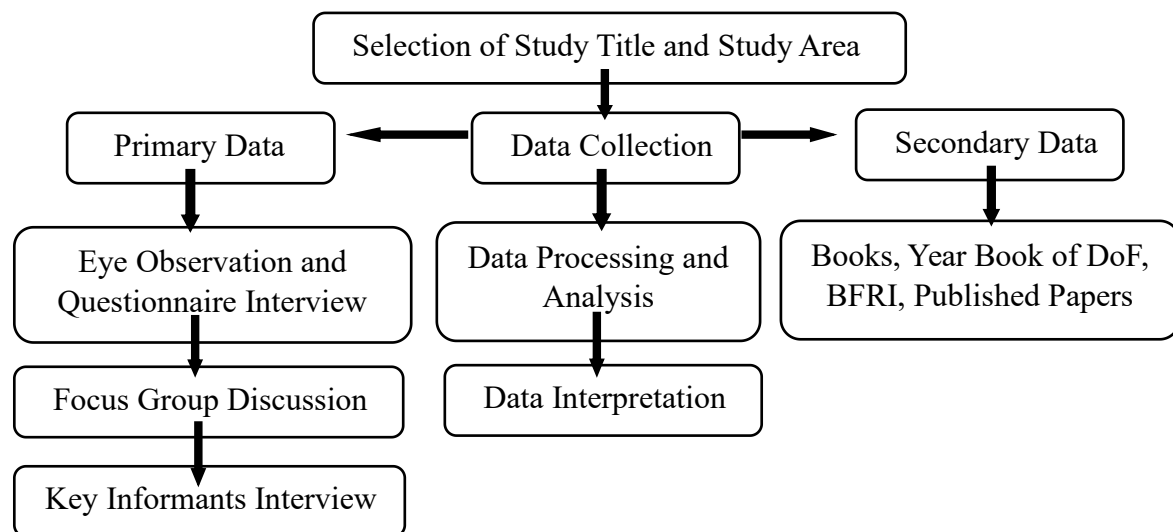 Selection of Study Title and Study Area
Primary Data
Data Collection
Secondary Data
Eye Observation and
Questionnaire Interview
Data Processing and
Analysis
Books, Year Book of DoF,
BFRI, Published Papers
Focus Group Discussion
Data Interpretation
Key Informants Interview